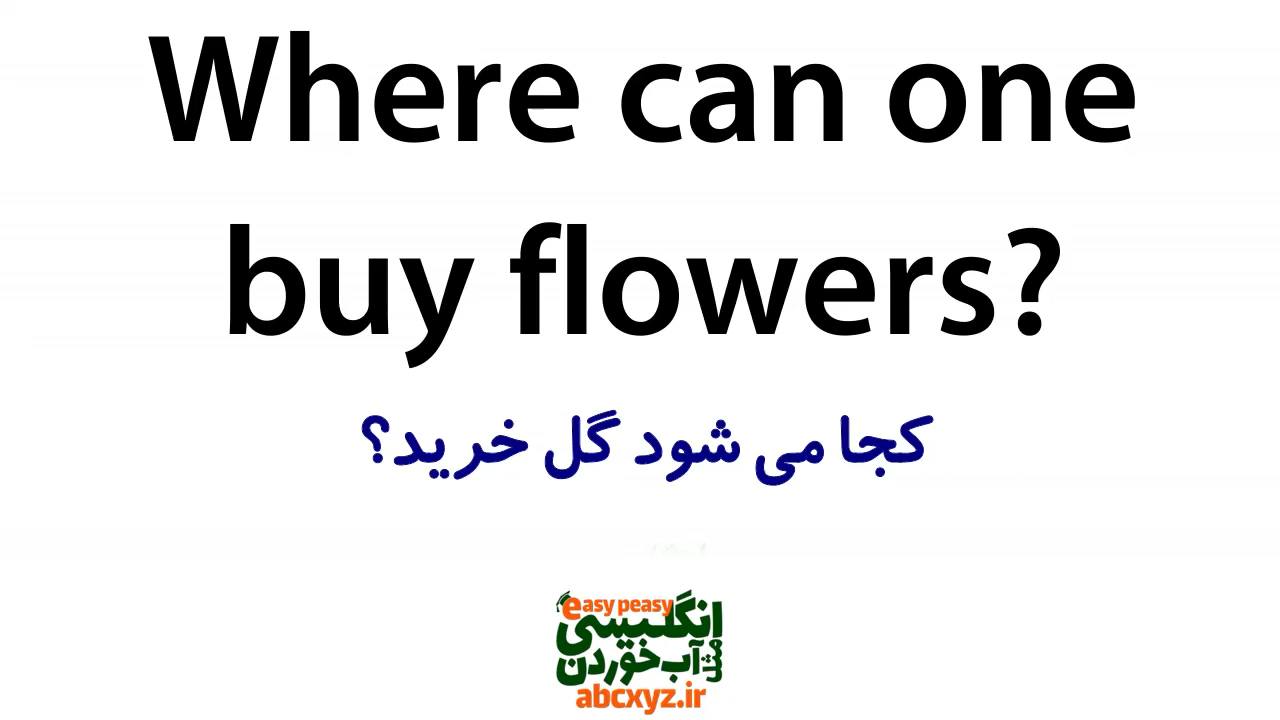 Where can one
buy flowers?
کجا می شود گل خرید؟
easy peasy
انگلیسی
مثل
آب خوردن
abcxyz.ir